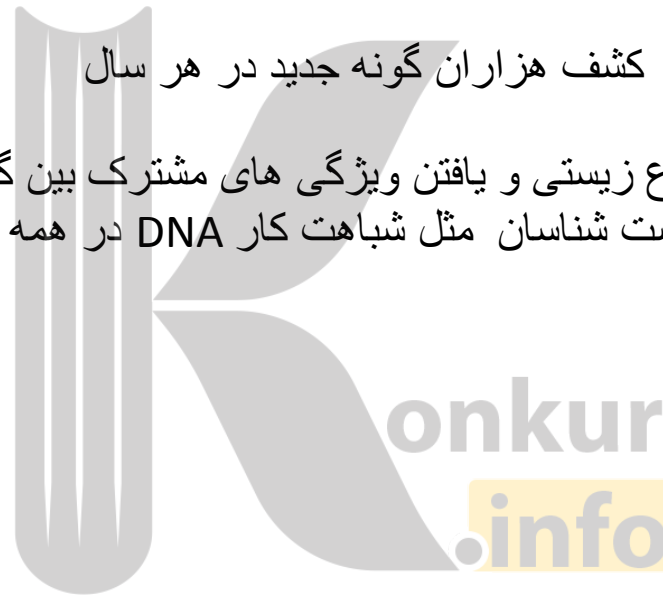 کشف هزاران گونه جدید در هر سال
زیستی و یافتن ویژگی های مشترک بین
شناسان مثل شباهت کار DNA در همه
Konkur
.info